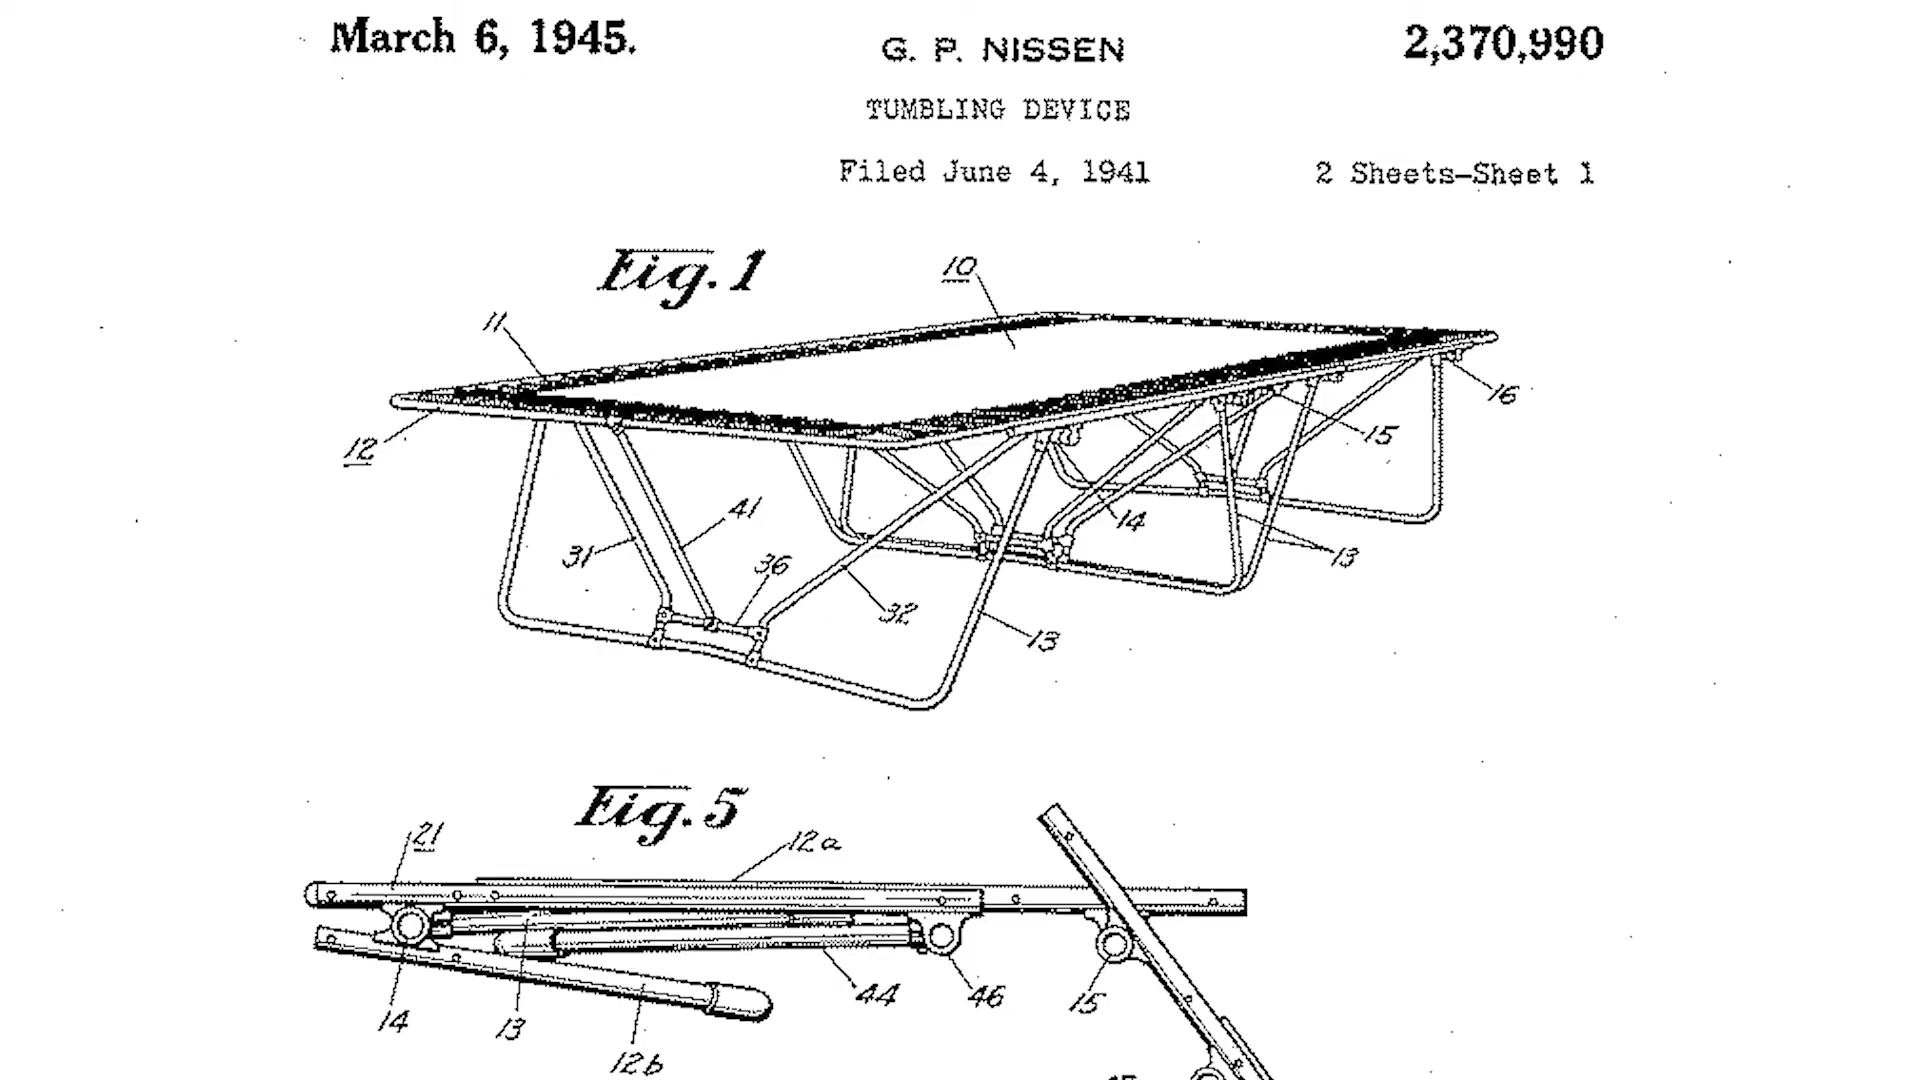 March 6, 1945.
G. P. NISSEN
2,370,990
TUMBLING DEVICE
Filed June 4, 1941
2 Sheets-Sheet 1
Fig. 1
10
11
16
15
12
41
14
31
36
13
32
13
Fig. 5
21
12a
44
46
15
14
13
12b